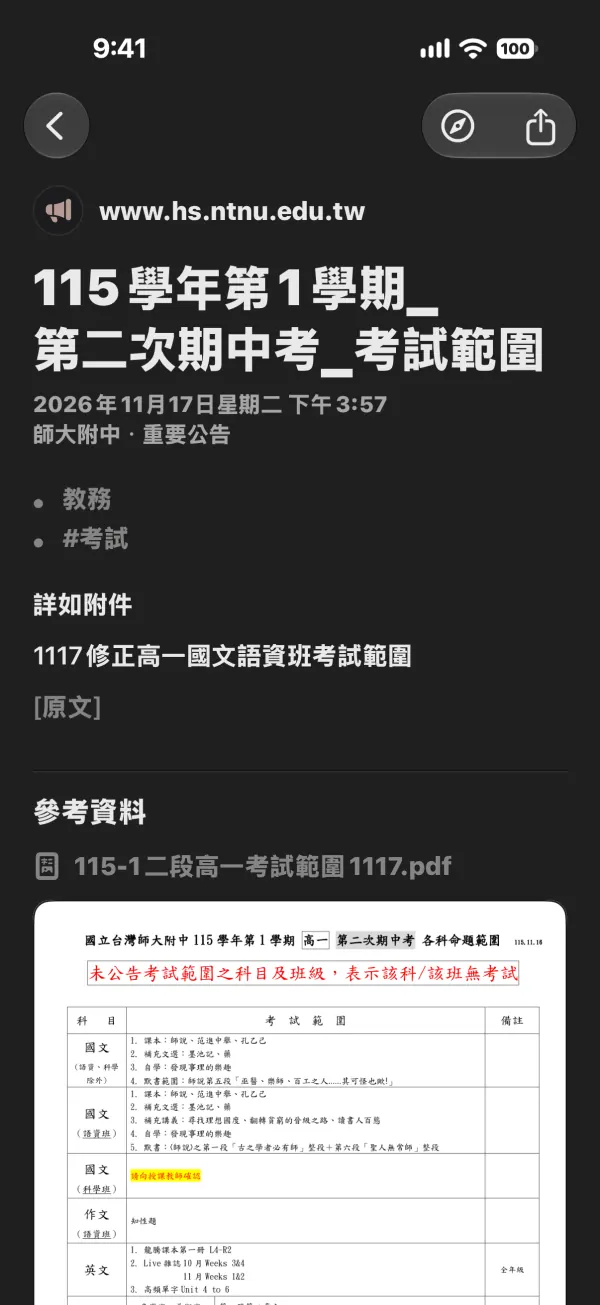 9:41
100
www.hs.ntnu.edu.tw
115 學年第 1 學期_
第二次期中考_考試範圍
2026年11月17日星期二 下午3:57
師大附中 · 重要公告
• 教務
• #考試
詳如附件
1117修正高一國文語資班考試範圍
[原文]
參考資料
115-1二段高一考試範圍1117.pdf
國立台灣師大附中 115 學年第 1 學期 高一 第二次期中考 各科命題範圍 115.11.16
未公告考試範圍之科目及班級，表示該科/該班無考試
科 目 考 試 範 圍 備註
國文
(語資、科學
除外)
1. 課本：師說、范進中舉、孔乙己
2. 補充文選：墨池記、藥
3. 自學：發現事理的樂趣
4. 默書範圍：師說第五段「巫醫、樂師、百工之人……其可怪也歟!」
國文
(語資班)
1. 課本：師說、范進中舉、孔乙己
2. 補充文選：墨池記、藥
3. 補充講義：尋找理想國度、翻轉貧窮的晉級之路、讀書人百態
4. 自學：發現事理的樂趣
5. 默書：(師說)之第一段「古之學者必有師」整段＋第六段「聖人無常師」整段
國文
(科學班)
請向授課教師確認
作文
(語資班)
知性題
英文
1. 龍騰課本第一冊 L4-R2
2. Live 雜誌 10 月 Weeks 3&4
11 月 Weeks 1&2
3. 高頻單字 Unit 4 to 6
全年級